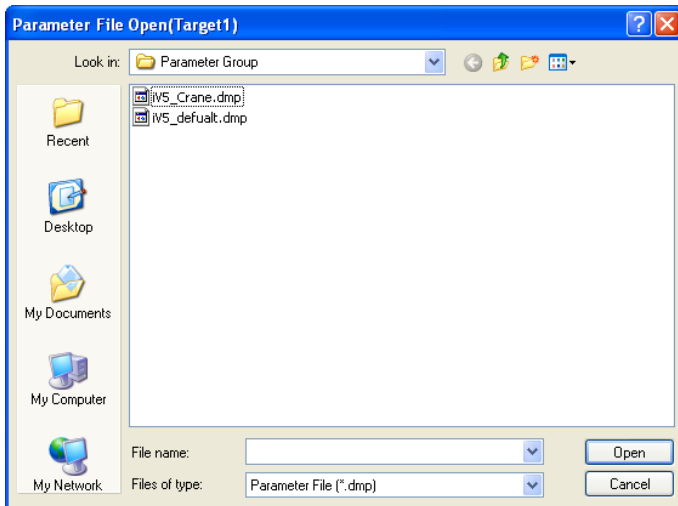 Parameter File Open(Target1)
Look in: Parameter Group
iV5_Crane.dmp
iV5_defualt.dmp
Recent
Desktop
My Documents
My Computer
My Network
File name: Open
Files of type: Parameter File (*.dmp) Cancel